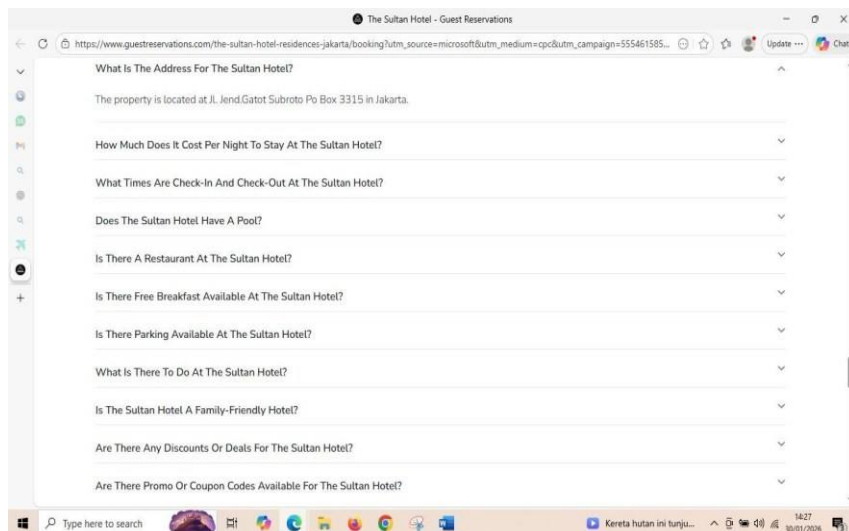 The Sultan Hotel - Guest Reservations
https://www.guestreservations.com/the-sultan-hotel-residences-jakarta/booking?utm_source=microsoft&utm_medium=cpc&utm_campaign=555461585...
Update
Chat
What Is The Address For The Sultan Hotel?
The property is located at Jl. Jend.Gatot Subroto Po Box 3315 in Jakarta.
How Much Does It Cost Per Night To Stay At The Sultan Hotel?
What Times Are Check-In And Check-Out At The Sultan Hotel?
Does The Sultan Hotel Have A Pool?
Is There A Restaurant At The Sultan Hotel?
Is There Free Breakfast Available At The Sultan Hotel?
Is There Parking Available At The Sultan Hotel?
What Is There To Do At The Sultan Hotel?
Is The Sultan Hotel A Family-Friendly Hotel?
Are There Any Discounts Or Deals For The Sultan Hotel?
Are There Promo Or Coupon Codes Available For The Sultan Hotel?
Type here to search
Kereta hutan ini tunju...
14:27
30/01/2026